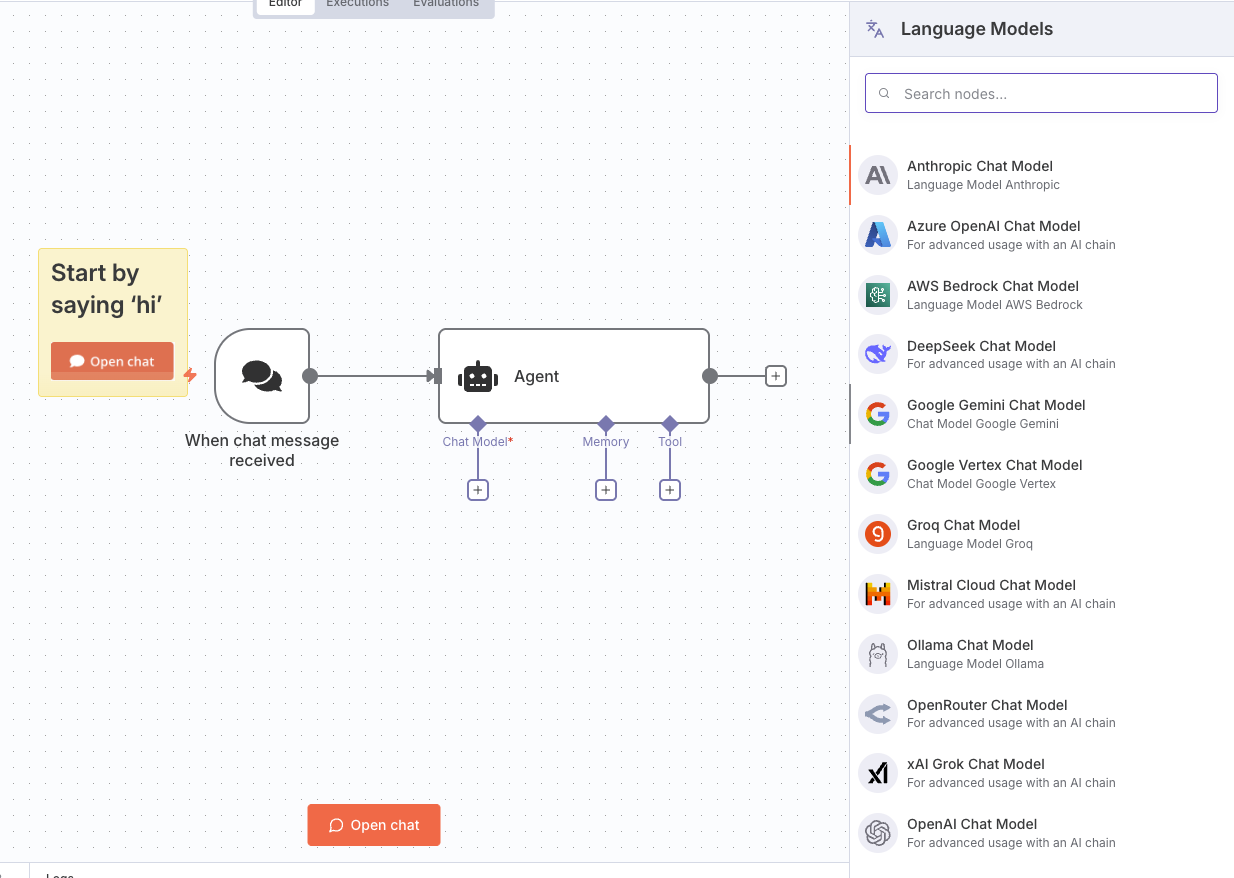 Editor
Executions
Evaluations
Language Models
Search nodes...
Start by
saying ‘hi’
Open chat
When chat message
received
Agent
Chat Model*
Memory
Tool
Open chat
Logs
Anthropic Chat Model
Language Model Anthropic
Azure OpenAI Chat Model
For advanced usage with an AI chain
AWS Bedrock Chat Model
Language Model AWS Bedrock
DeepSeek Chat Model
For advanced usage with an AI chain
Google Gemini Chat Model
Chat Model Google Gemini
Google Vertex Chat Model
Chat Model Google Vertex
Groq Chat Model
Language Model Groq
Mistral Cloud Chat Model
For advanced usage with an AI chain
Ollama Chat Model
Language Model Ollama
OpenRouter Chat Model
For advanced usage with an AI chain
xAI Grok Chat Model
For advanced usage with an AI chain
OpenAI Chat Model
For advanced usage with an AI chain